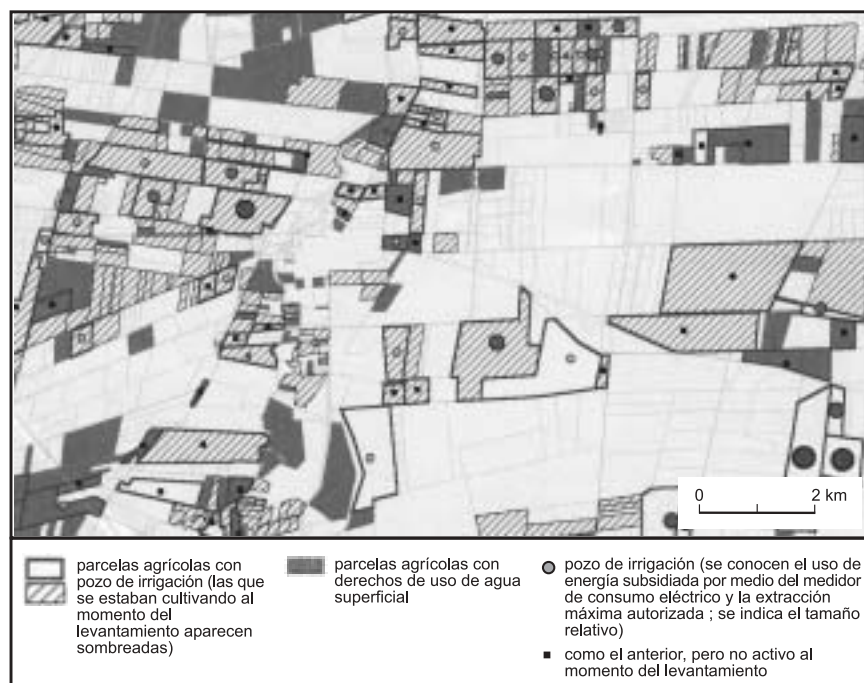 0 2 km
parcelas agrícolas con
pozo de irrigación (las que
se estaban cultivando al
momento del
levantamiento aparecen
sombreadas)
parcelas agrícolas con
derechos de uso de agua
superficial
pozo de irrigación (se conocen el uso de
energía subsidiada por medio del medidor
de consumo eléctrico y la extracción
máxima autorizada ; se indica el tamaño
relativo)
como el anterior, pero no activo al
momento del levantamiento